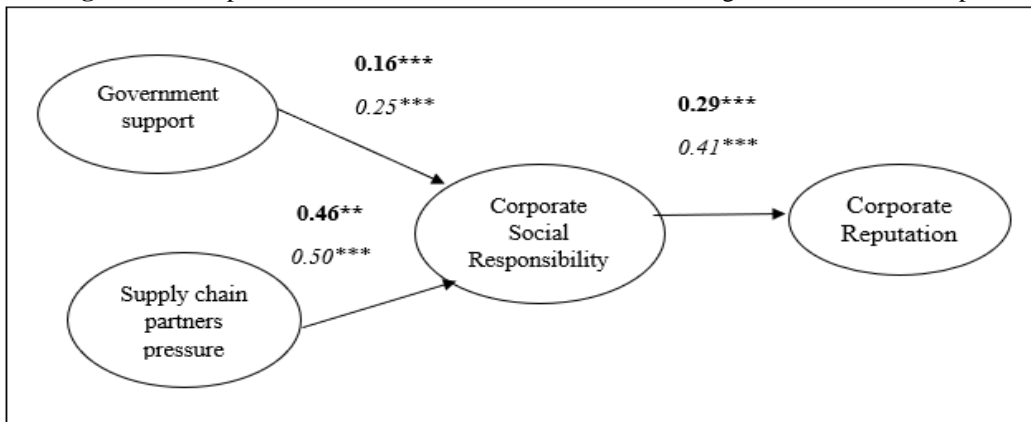 0.16***
0.25***
Government
support
0.29***
0.41***
0.46**
0.50***
Corporate
Social
Responsibility
Corporate
Reputation
Supply chain
partners
pressure